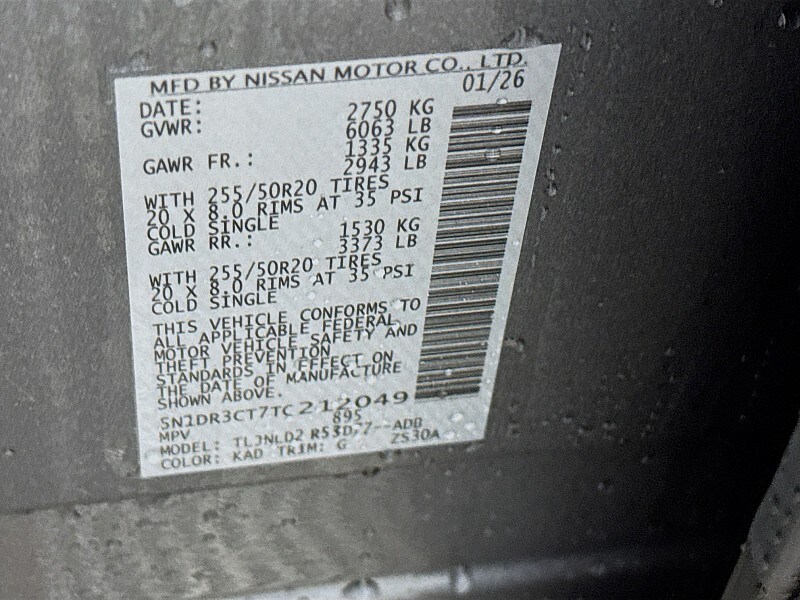 MFD BY NISSAN MOTOR CO., LTD.
DATE: 01/26
GVWR: 2750 KG
6063 LB
GAWR FR.: 1335 KG
2943 LB
WITH 255/50R20 TIRES
20 X 8.0 RIMS AT 35 PSI
COLD SINGLE
GAWR RR.: 1530 KG
3373 LB
WITH 255/50R20 TIRES
20 X 8.0 RIMS AT 35 PSI
COLD SINGLE
THIS VEHICLE CONFORMS TO
ALL APPLICABLE FEDERAL
MOTOR VEHICLE SAFETY AND
THEFT PREVENTION
STANDARDS IN EFFECT ON
THE DATE OF MANUFACTURE
SHOWN ABOVE.
5N1DR3CT7TC212049
MPV 895
MODEL: ZS30A
COLOR: KAD TRIM: G